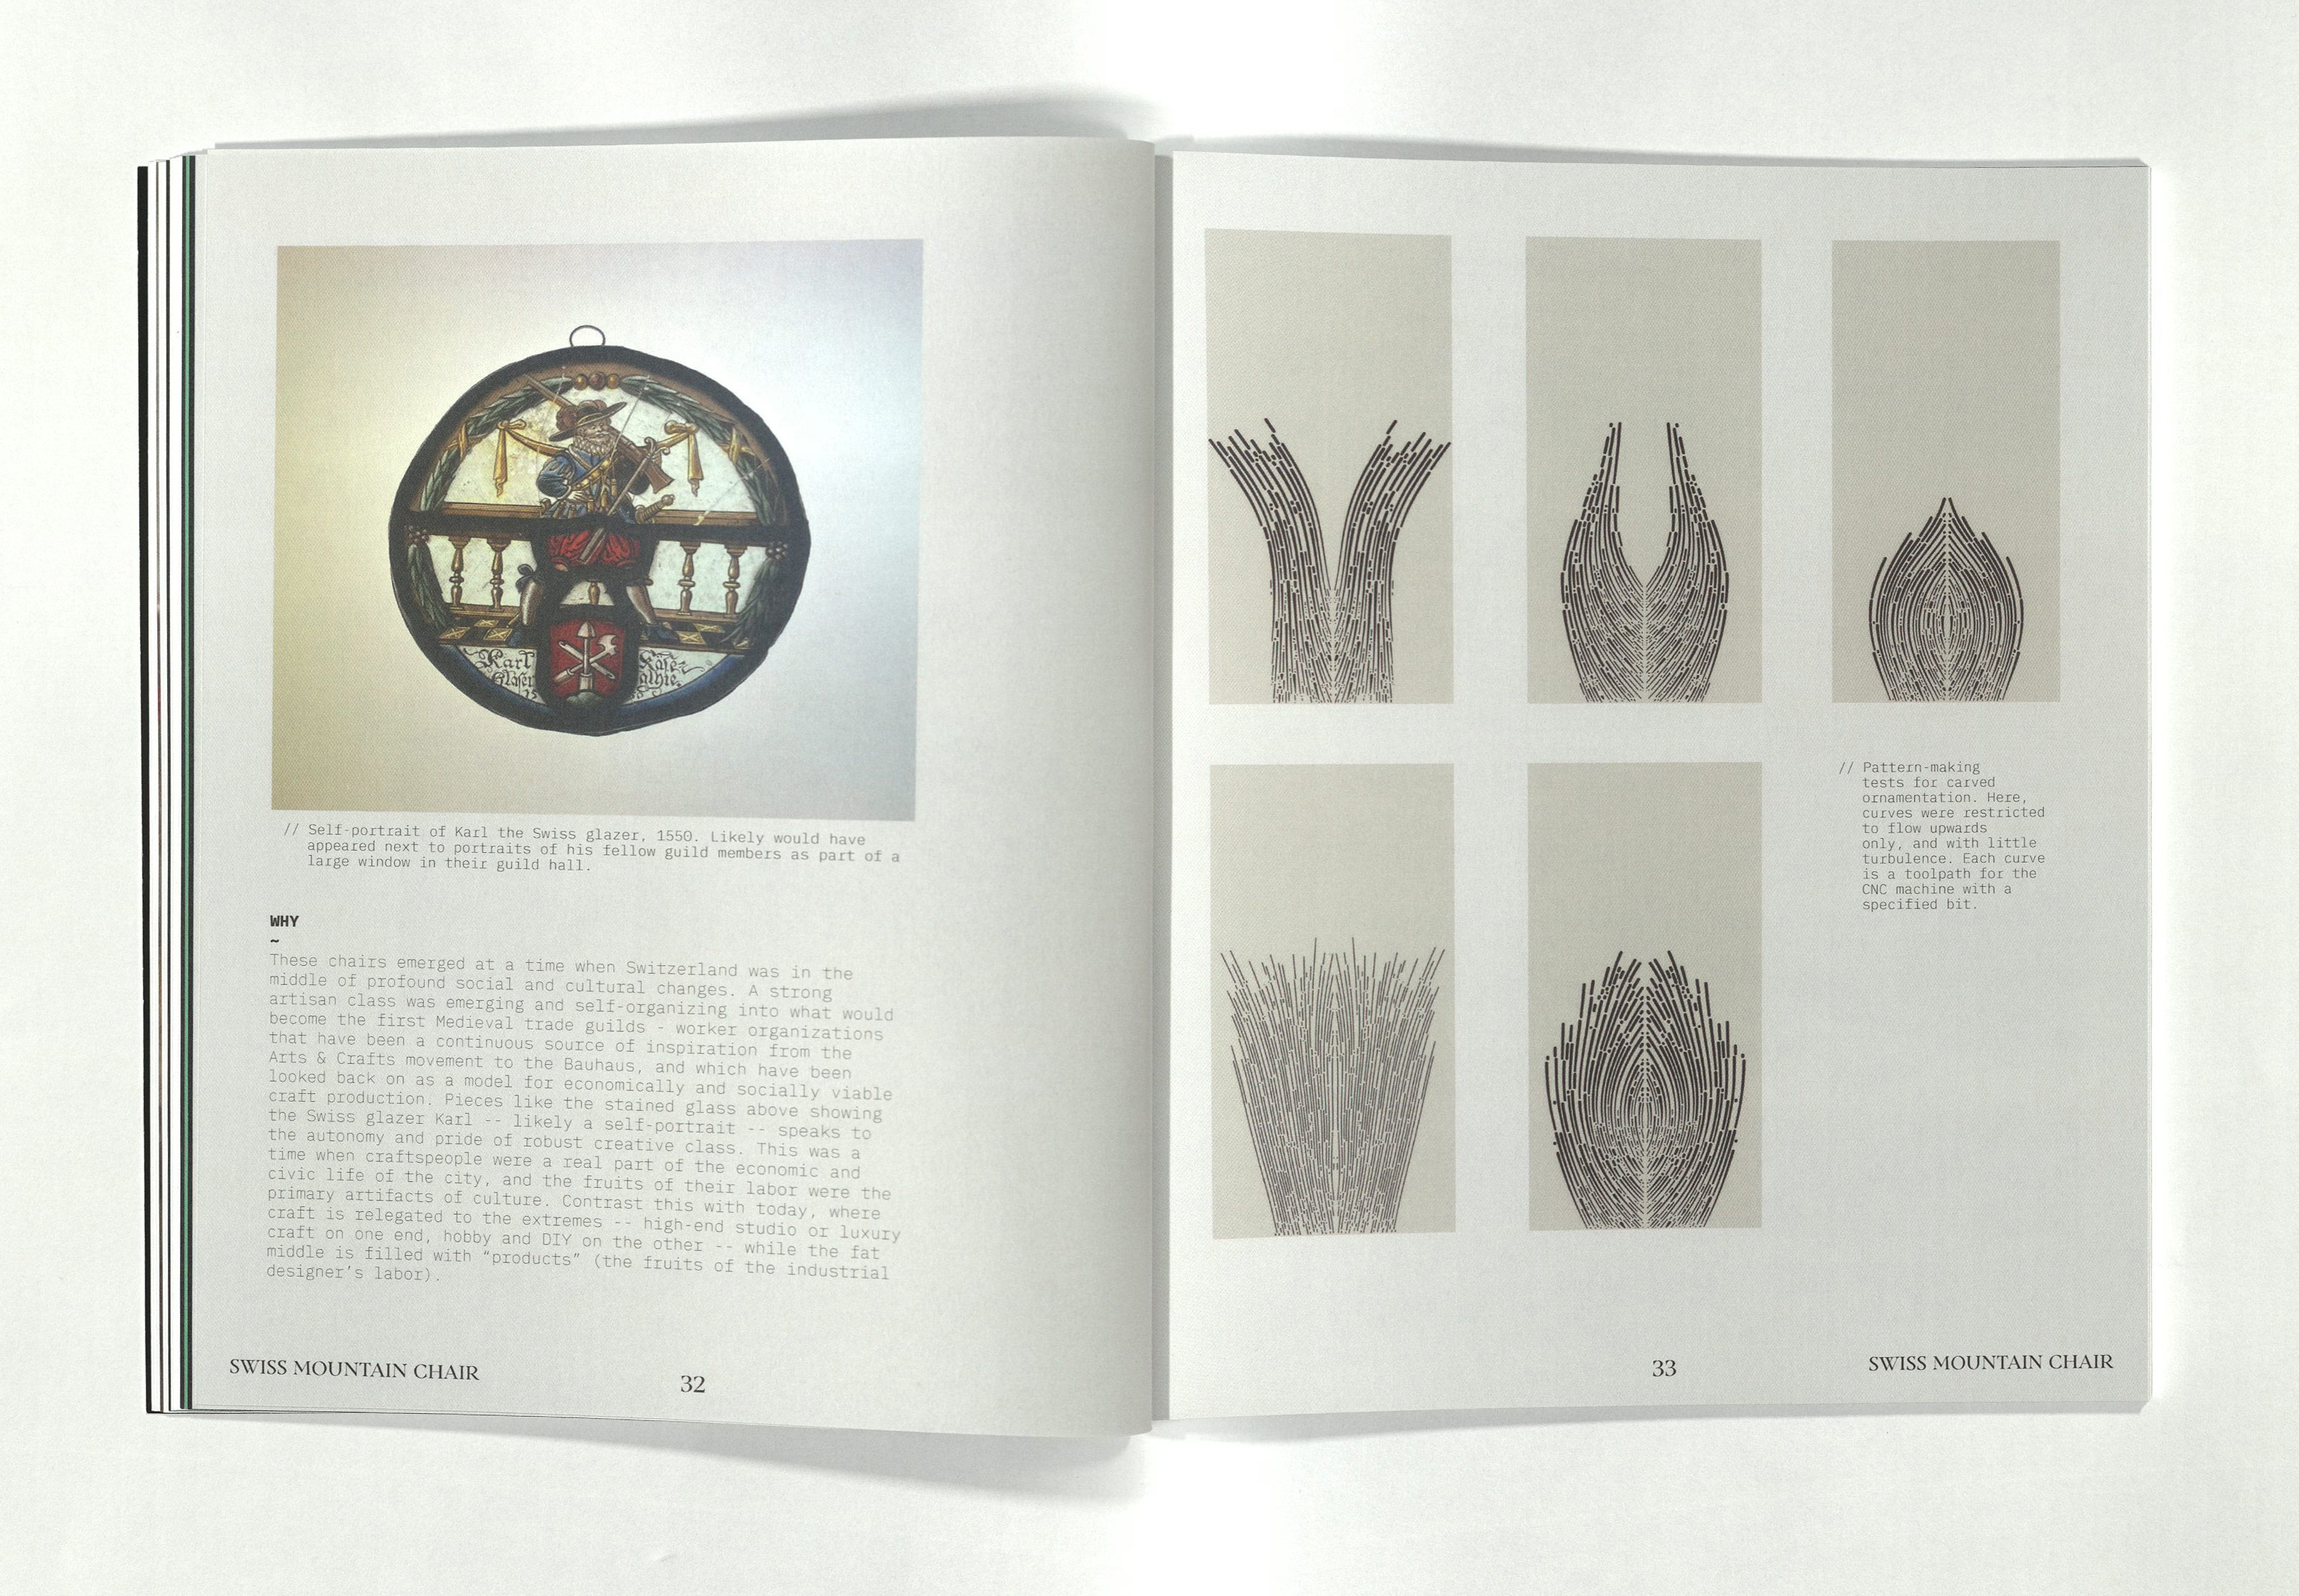 Karl
Glaser
// Self-portrait of Karl the Swiss glazer, 1550. Likely would have
appeared next to portraits of his fellow guild members as part of a
large window in their guild hall.
WHY
~
These chairs emerged at a time when Switzerland was in the
middle of profound social and cultural changes. A strong
artisan class was emerging and self-organizing into what would
become the first Medieval trade guilds - worker organizations
that have been a continuous source of inspiration from the
Arts & Crafts movement to the Bauhaus, and which have been
looked back on as a model for economically and socially viable
craft production. Pieces like the stained glass above showing
the Swiss glazer Karl -- likely a self-portrait -- speaks to
the autonomy and pride of robust creative class. This was a
time when craftspeople were a real part of the economic and
civic life of the city, and the fruits of their labor were the
primary artifacts of culture. Contrast this with today, where
craft is relegated to the extremes -- high-end studio or luxury
craft on one end, hobby and DIY on the other -- while the fat
middle is filled with “products” (the fruits of the industrial
designer’s labor).
SWISS MOUNTAIN CHAIR
32
// Pattern-making
tests for carved
ornamentation. Here,
curves were restricted
to flow upwards
only, and with little
turbulence. Each curve
is a toolpath for the
CNC machine with a
specified bit.
33
SWISS MOUNTAIN CHAIR